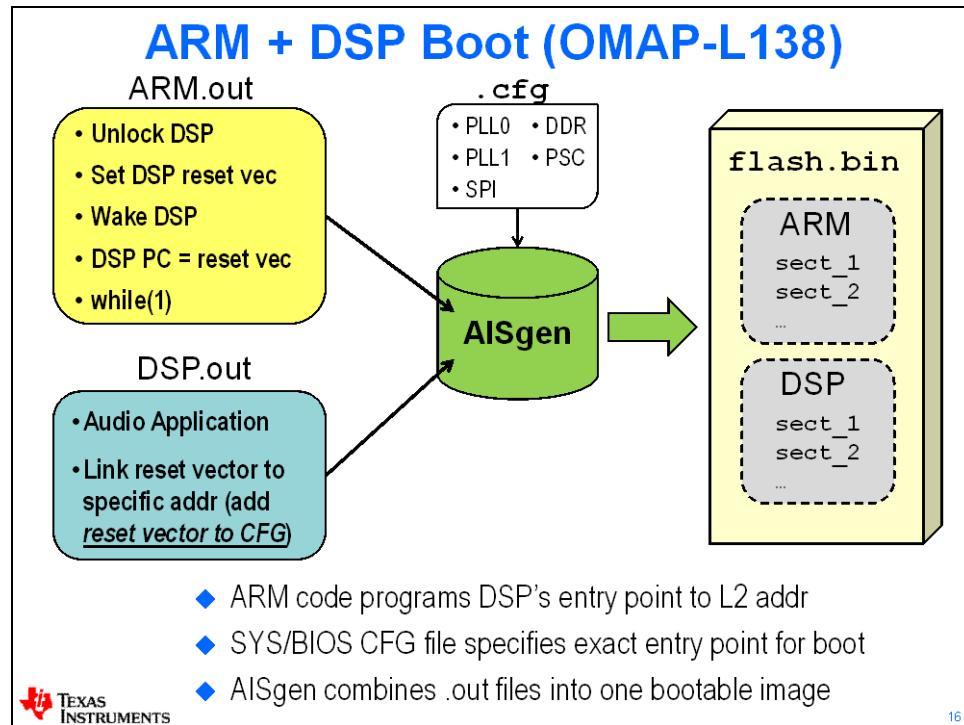 ARM + DSP Boot (OMAP-L138)
ARM.out
• Unlock DSP
• Set DSP reset vec
• Wake DSP
• DSP PC = reset vec
• while(1)
DSP.out
• Audio Application
• Link reset vector to
specific addr (add
reset vector to CFG)
.cfg
• PLL0 • DDR
• PLL1 • PSC
• SPI
AISgen
flash.bin
ARM
sect_1
sect_2
…
DSP
sect_1
sect_2
…
◆ ARM code programs DSP's entry point to L2 addr
◆ SYS/BIOS CFG file specifies exact entry point for boot
◆ AISgen combines .out files into one bootable image
TEXAS
INSTRUMENTS
16